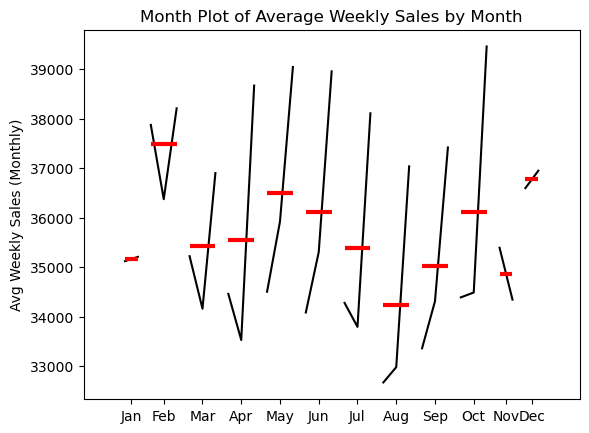 Month Plot of Average Weekly Sales by Month
Avg Weekly Sales (Monthly)
39000
38000
37000
36000
35000
34000
33000
Jan Feb Mar Apr May Jun Jul Aug Sep Oct Nov Dec